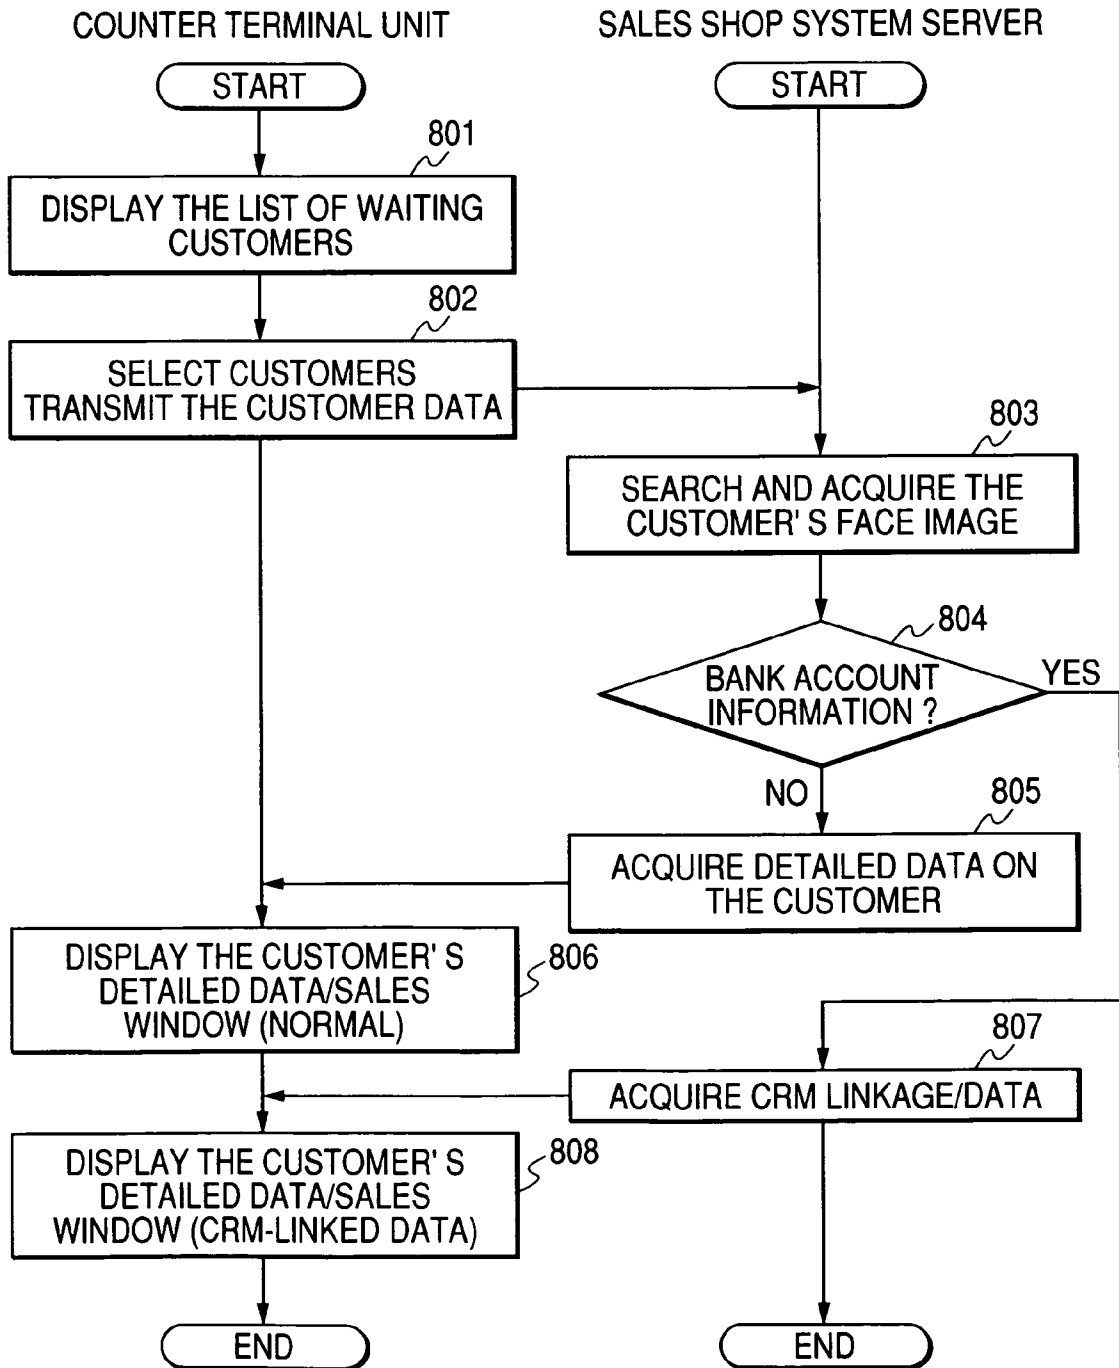 COUNTER TERMINAL UNIT
SALES SHOP SYSTEM SERVER
START
START
801
DISPLAY THE LIST OF WAITING
CUSTOMERS
802
SELECT CUSTOMERS
TRANSMIT THE CUSTOMER DATA
803
SEARCH AND ACQUIRE THE
CUSTOMER' S FACE IMAGE
804
BANK ACCOUNT
INFORMATION ?
YES
NO
805
ACQUIRE DETAILED DATA ON
THE CUSTOMER
DISPLAY THE CUSTOMER' S
DETAILED DATA/SALES
WINDOW (NORMAL)
806
807
ACQUIRE CRM LINKAGE/DATA
DISPLAY THE CUSTOMER' S
DETAILED DATA/SALES
WINDOW (CRM-LINKED DATA)
808
END
END